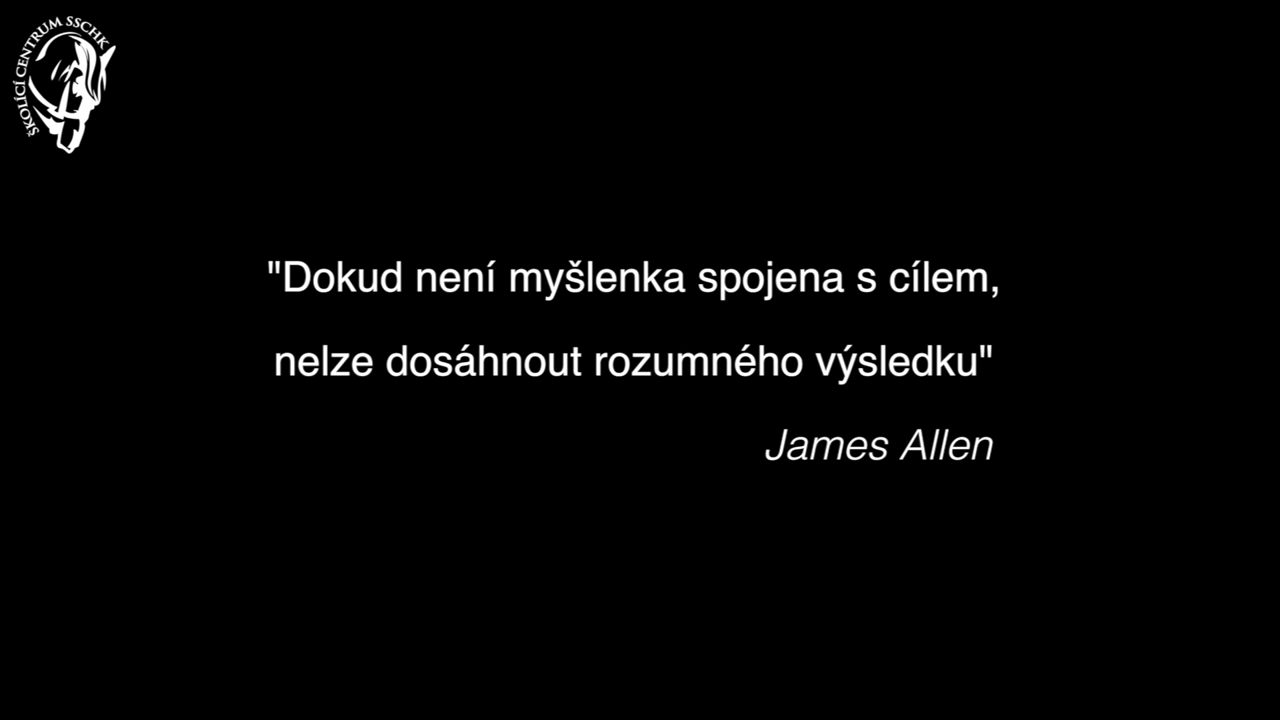 ŠKOLÍCÍ CENTRUM SSCHK
"Dokud není myšlenka spojena s cílem,
nelze dosáhnout rozumného výsledku"
James Allen